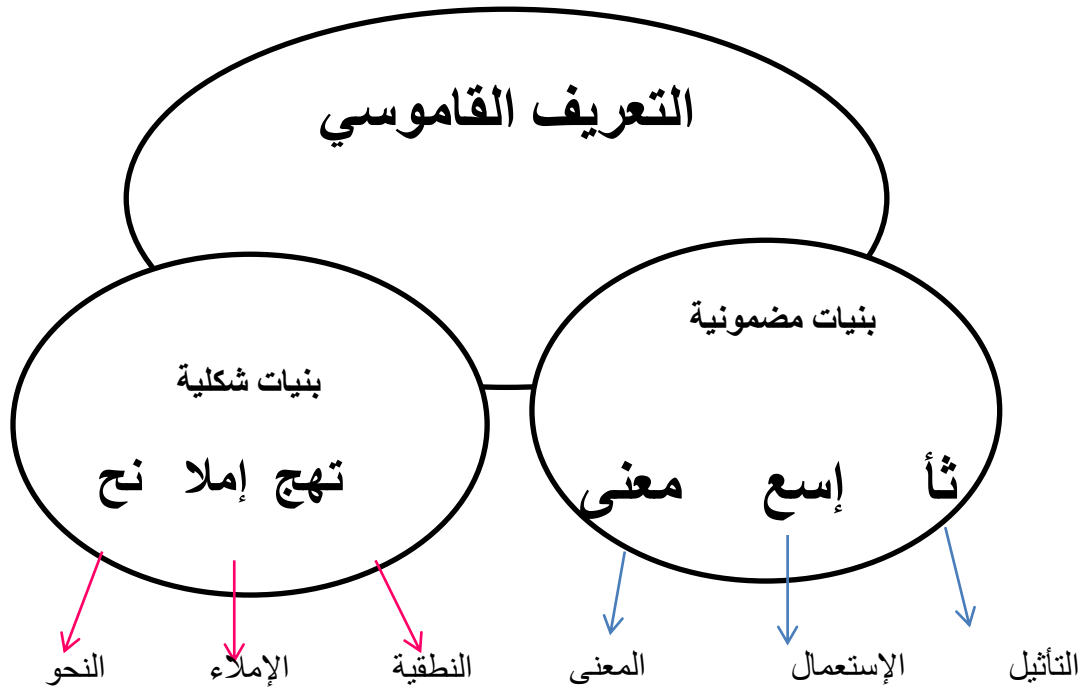 التعريف القاموسي
بنيات مضمونية
بنيات شكلية
ثأ إسع معنى
تهج إملا نح
التأثيل الإستعمال المعنى النطقية الإملاء النحو